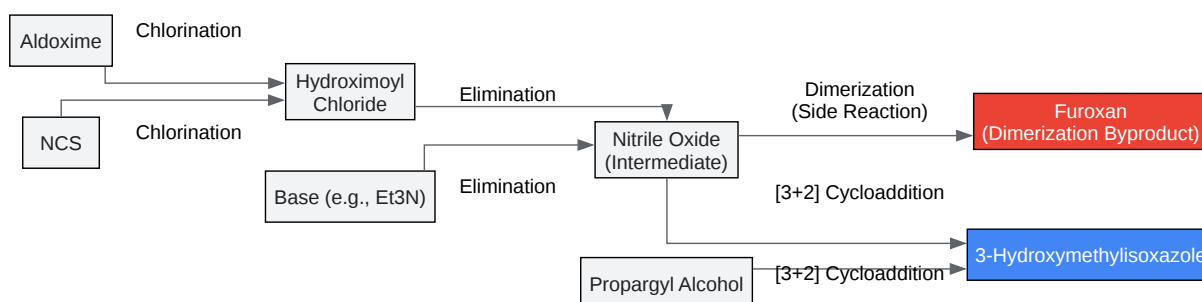 Aldoxime
Chlorination
Hydroximoyl
Chloride
NCS
Chlorination
Elimination
Base (e.g., Et3N)
Elimination
Nitrile Oxide
(Intermediate)
Dimerization
(Side Reaction)
Furoxan
(Dimerization Byproduct)
[3+2] Cycloaddition
3-Hydroxymethylisoxazole
Propargyl Alcohol
[3+2] Cycloaddition